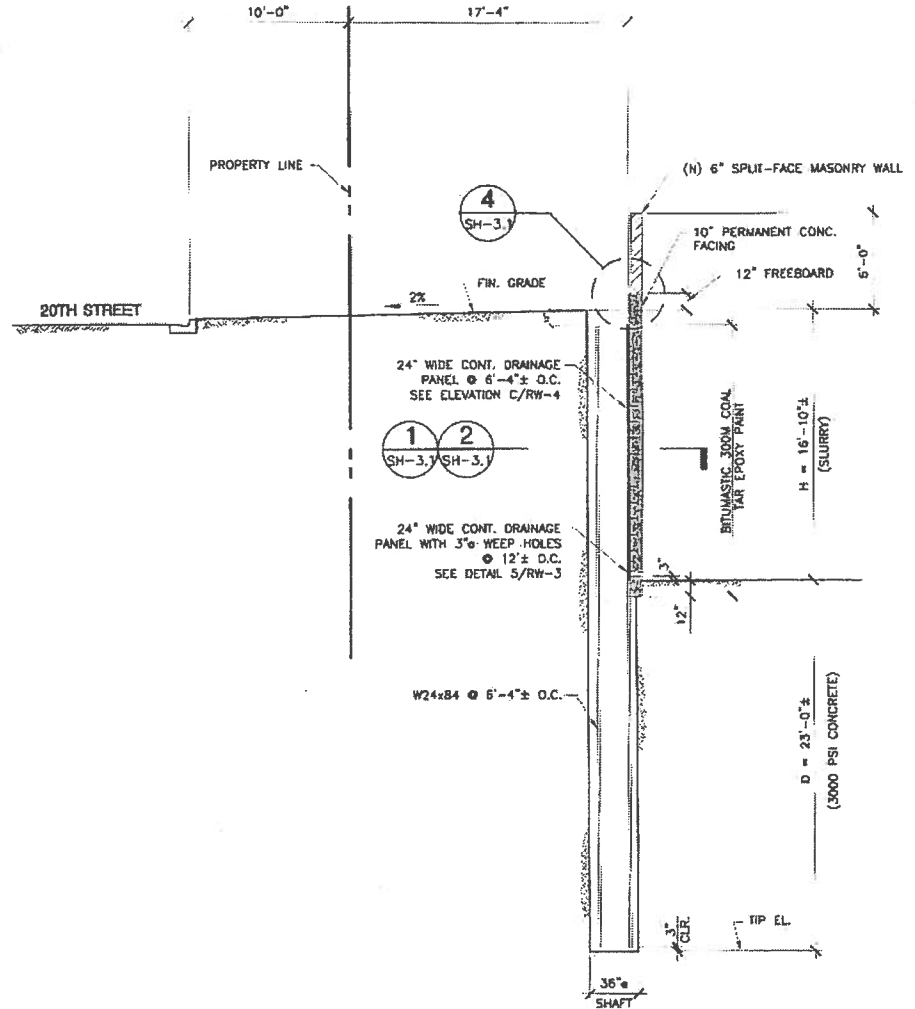 10'-0"
17'-4"
PROPERTY LINE
(N) 6" SPLIT-FACE MASONRY WALL
4
SH-3.1
10" PERMANENT CONC.
FACING
6'-0"
12" FREEBOARD
FIN. GRADE
2%
20TH STREET
24" WIDE CONT. DRAINAGE
PANEL @ 6'-4"± O.C.
SEE ELEVATION C/RW-4
1
SH-3.1
2
SH-3.1
BITUMASTIC 300M COAL
TAR EPOXY PAINT
H = 16'-10"±
(SLURRY)
24" WIDE CONT. DRAINAGE
PANEL WITH 3"ø WEEP HOLES
@ 12'± O.C.
SEE DETAIL 5/RW-3
3"
12"
W24x84 @ 6'-4"± O.C.
D = 23'-0"±
(3000 PSI CONCRETE)
3"
CLR.
TIP EL.
36"ø
SHAFT